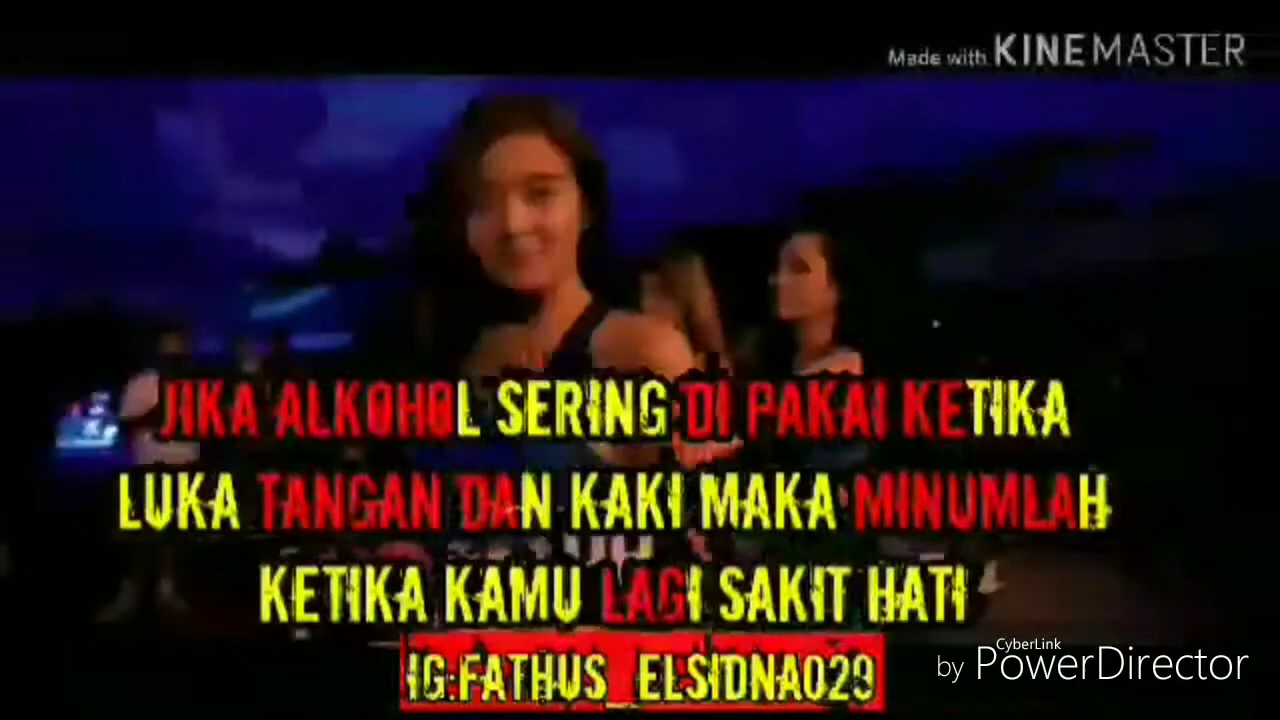 Made with KINEMASTER
JIKA ALKOHOL SERING DI PAKAI KETIKA
LUKA TANGAN DAN KAKI MAKA MINUMLAH
KETIKA KAMU LAGI SAKIT HATI
IG:FATHUS_ELSIDNA029
CyberLink
by PowerDirector